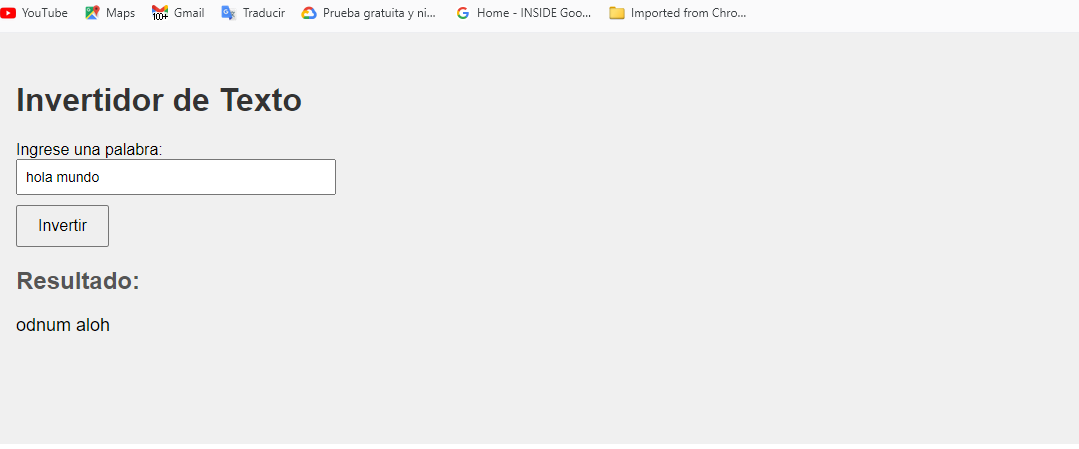 YouTube Maps 100+ Gmail Traducir Prueba gratuita y ni... Home - INSIDE Goo... Imported from Chro...
Invertidor de Texto
Ingrese una palabra:
hola mundo
Invertir
Resultado:
odnum aloh